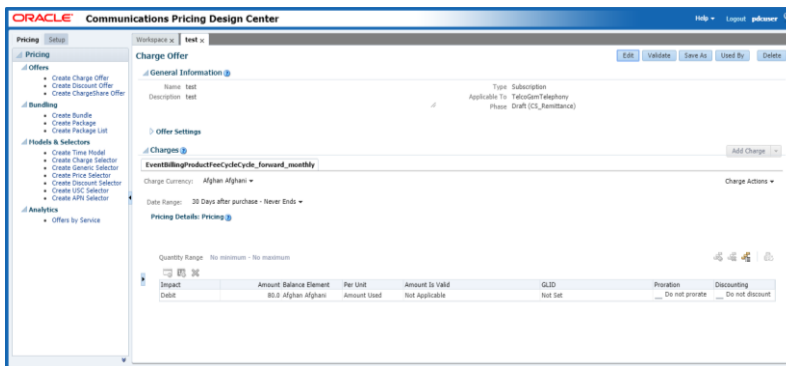 ORACLE Communications Pricing Design Center
Help Logout pdcuser
Pricing Setup
Workspace x test x
Pricing
Offers
Create Charge Offer
Create Discount Offer
Create ChargeShare Offer
Bundling
Create Bundle
Create Package
Create Package List
Models & Selectors
Create Time Model
Create Charge Selector
Create Generic Selector
Create Price Selector
Create Discount Selector
Create USC Selector
Create APN Selector
Analytics
Offers by Service
Charge Offer
Edit Validate Save As Used By Delete
General Information
Name test
Description test
Type Subscription
Applicable To TelcoGsmTelephony
Phase Draft (CS_Remittance)
Offer Settings
Charges
Add Charge
EventBillingProductFeeCycleCycle_forward_monthly
Charge Currency: Afghan Afghani
Charge Actions
Date Range: 30 Days after purchase - Never Ends
Pricing Details: Pricing
Quantity Range No minimum - No maximum
Impact Amount Balance Element Per Unit Amount Is Valid GLID Proration Discounting
Debit 80.0 Afghan Afghani Amount Used Not Applicable Not Set Do not prorate Do not discount